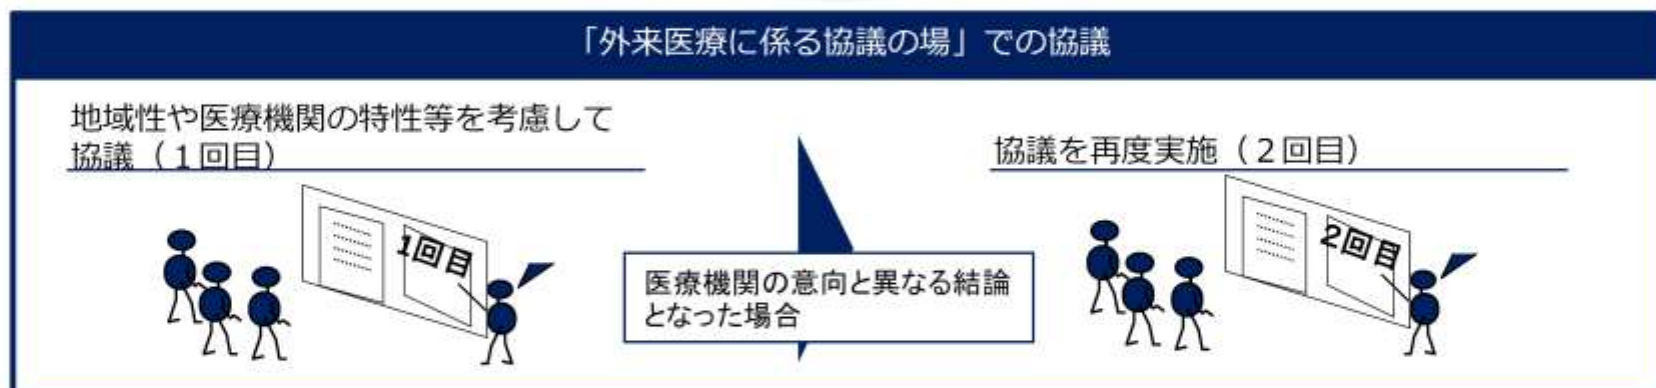 「外来医療に係る協議の場」での協議
地域性や医療機関の特性等を考慮して
協議（１回目）
1回目
医療機関の意向と異なる結論
となった場合
協議を再度実施（２回目）
2回目